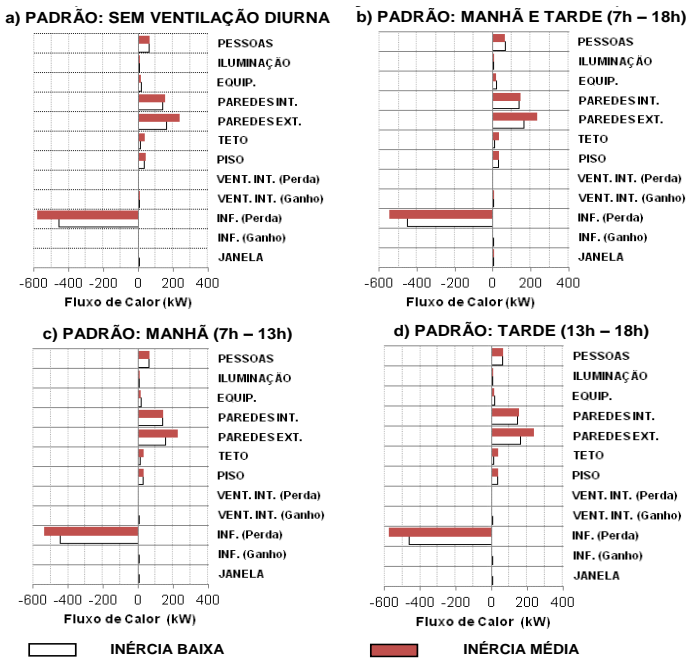 a) PADRÃO: SEM VENTILAÇÃO DIURNA
PESSOAS
ILUMINAÇÃO
EQUIP.
PAREDES INT.
PAREDES EXT.
TETO
PISO
VENT. INT. (Perda)
VENT. INT. (Ganho)
INF. (Perda)
INF. (Ganho)
JANELA
-600 -400 -200 0 200 400
Fluxo de Calor (kW)
b) PADRÃO: MANHÃ E TARDE (7h – 18h)
PESSOAS
ILUMINAÇÃO
EQUIP.
PAREDES INT.
PAREDES EXT.
TETO
PISO
VENT. INT. (Perda)
VENT. INT. (Ganho)
INF. (Perda)
INF. (Ganho)
JANELA
-600 -400 -200 0 200 400
Fluxo de Calor (kW)
c) PADRÃO: MANHÃ (7h – 13h)
PESSOAS
ILUMINAÇÃO
EQUIP.
PAREDES INT.
PAREDES EXT.
TETO
PISO
VENT. INT. (Perda)
VENT. INT. (Ganho)
INF. (Perda)
INF. (Ganho)
JANELA
-600 -400 -200 0 200 400
Fluxo de Calor (kW)
d) PADRÃO: TARDE (13h – 18h)
PESSOAS
ILUMINAÇÃO
EQUIP.
PAREDES INT.
PAREDES EXT.
TETO
PISO
VENT. INT. (Perda)
VENT. INT. (Ganho)
INF. (Perda)
INF. (Ganho)
JANELA
-600 -400 -200 0 200 400
Fluxo de Calor (kW)
INÉRCIA BAIXA
INÉRCIA MÉDIA